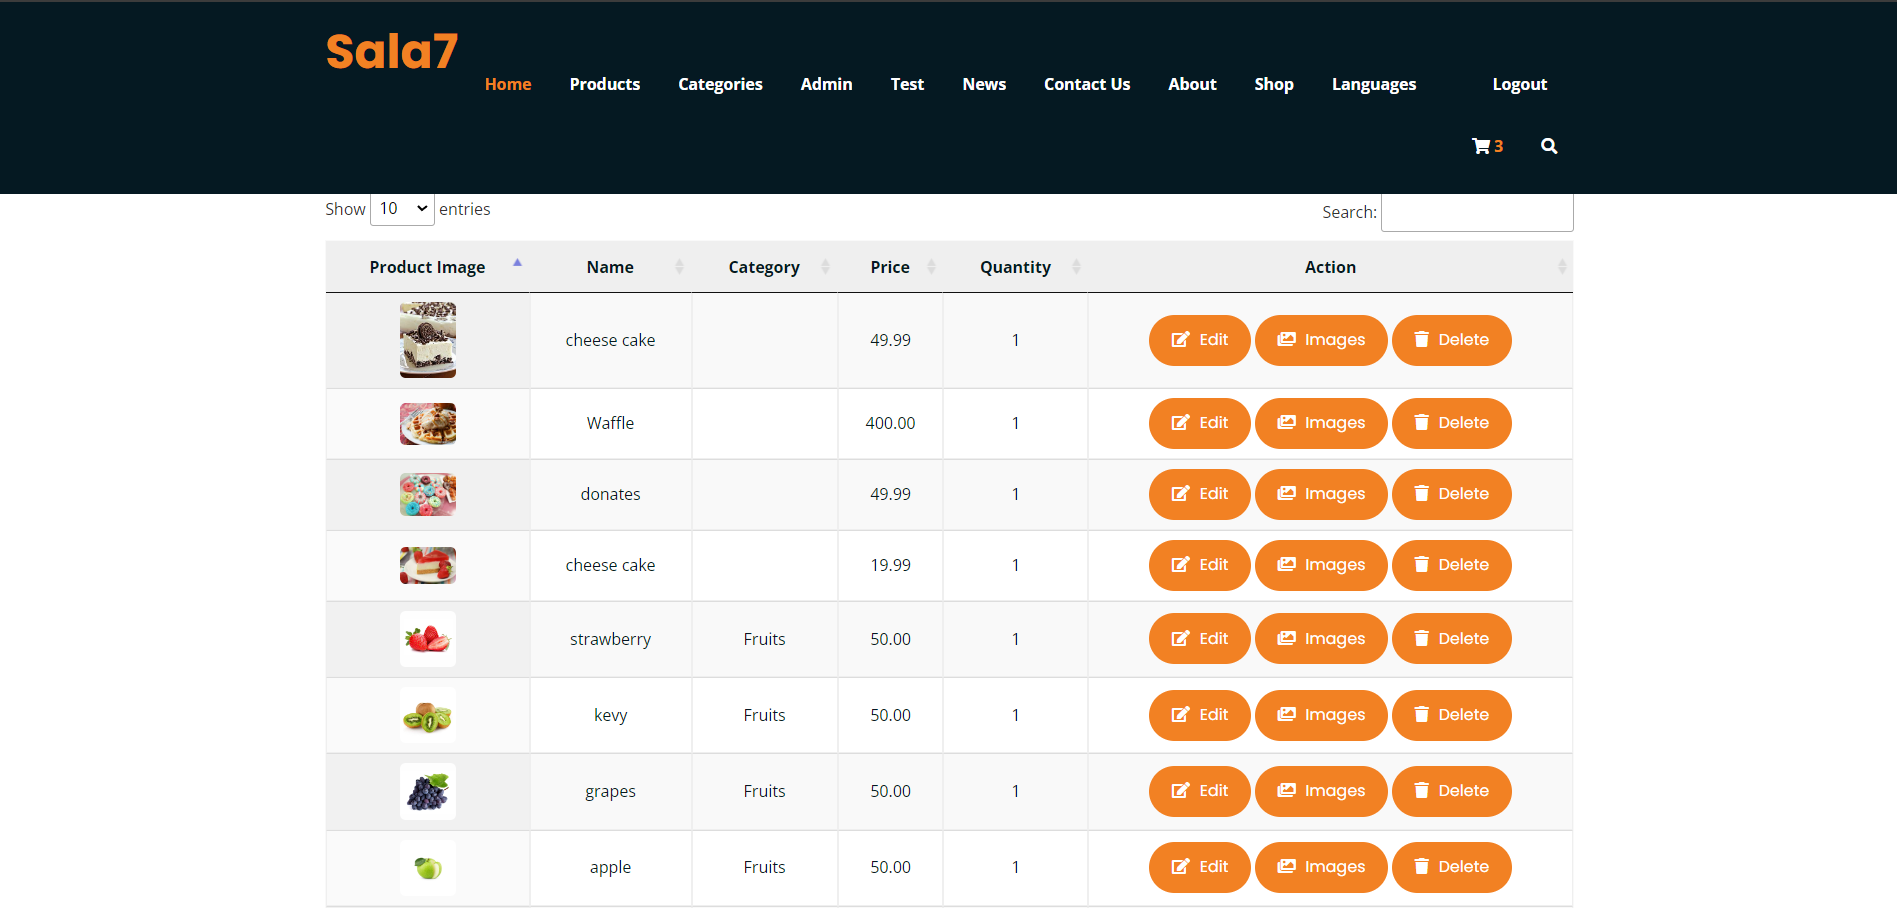 Sala7
Home Products Categories Admin Test News Contact Us About Shop Languages Logout
3
Show 10 entries Search:
Product Image Name Category Price Quantity Action
cheese cake 49.99 1 Edit Images Delete
Waffle 400.00 1 Edit Images Delete
donates 49.99 1 Edit Images Delete
cheese cake 19.99 1 Edit Images Delete
strawberry Fruits 50.00 1 Edit Images Delete
kevy Fruits 50.00 1 Edit Images Delete
grapes Fruits 50.00 1 Edit Images Delete
apple Fruits 50.00 1 Edit Images Delete